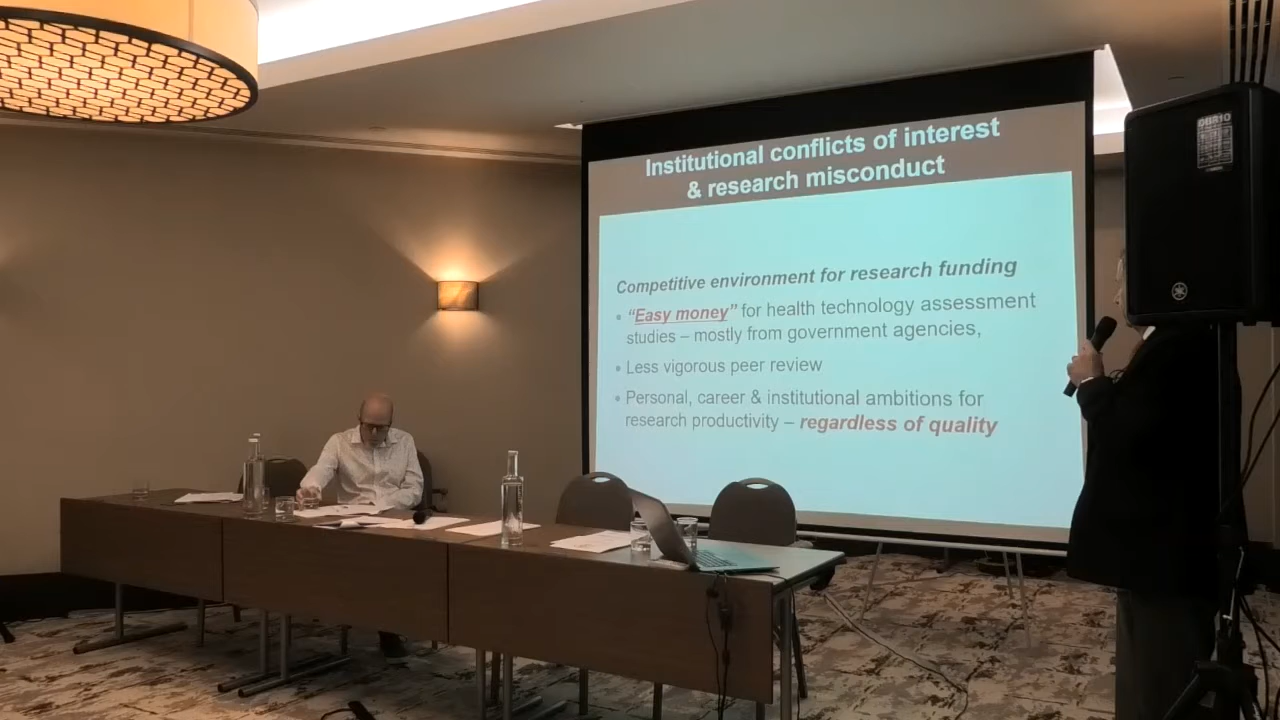 Institutional conflicts of interest
& research misconduct
Competitive environment for research funding
• “Easy money” for health technology assessment
studies – mostly from government agencies,
• Less vigorous peer review
• Personal, career & institutional ambitions for
research productivity – regardless of quality